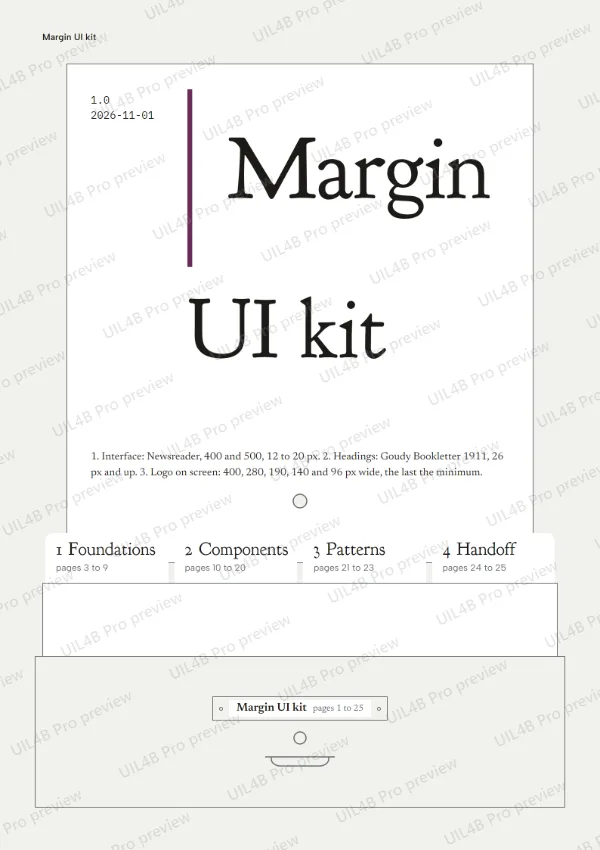 Margin UI kit
1.0
2026-11-01
Margin
UI kit
1. Interface: Newsreader, 400 and 500, 12 to 20 px. 2. Headings: Goudy Bookletter 1911, 26
px and up. 3. Logo on screen: 400, 280, 190, 140 and 96 px wide, the last the minimum.
1 Foundations
pages 3 to 9
2 Components
pages 10 to 20
3 Patterns
pages 21 to 23
4 Handoff
pages 24 to 25
Margin UI kit pages 1 to 25
UIL4B Pro preview